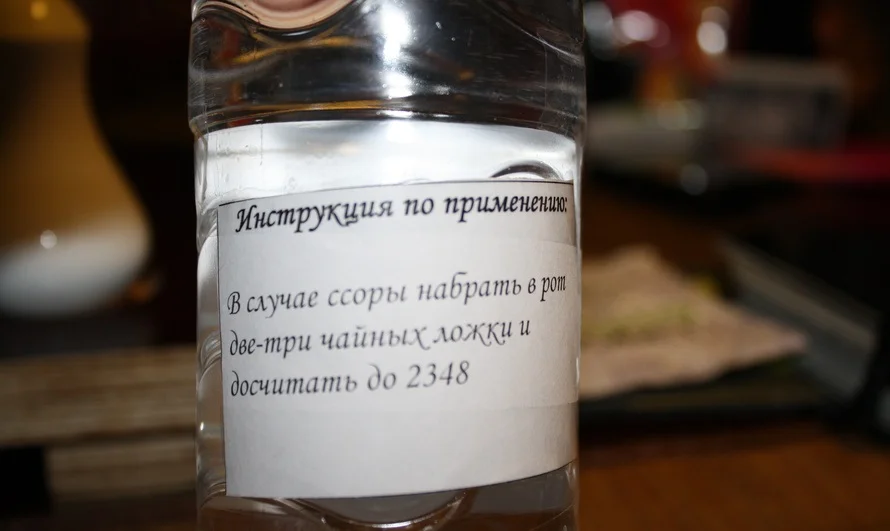 Инструкция по применению:
В случае ссоры набрать в рот
две-три чайных ложки и
досчитать до 2348